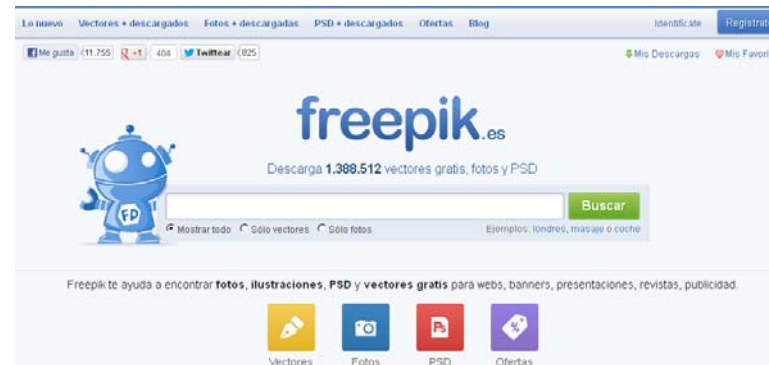 Lo nuevo Vectores + descargados Fotos + descargadas PSD + descargados Ofertas Blog Identifícate Regístrat
Me gusta 11.755 +1 404 Twittear 825 Mis Descargas Mis Favori
freepik.es
Descarga 1.388.512 vectores gratis, fotos y PSD
FP
Buscar
Mostrar todo Sólo vectores Sólo fotos Ejemplos: londres, masaje o coche
Freepik te ayuda a encontrar fotos, ilustraciones, PSD y vectores gratis para webs, banners, presentaciones, revistas, publicidad.
Vectores Fotos PSD Ofertas